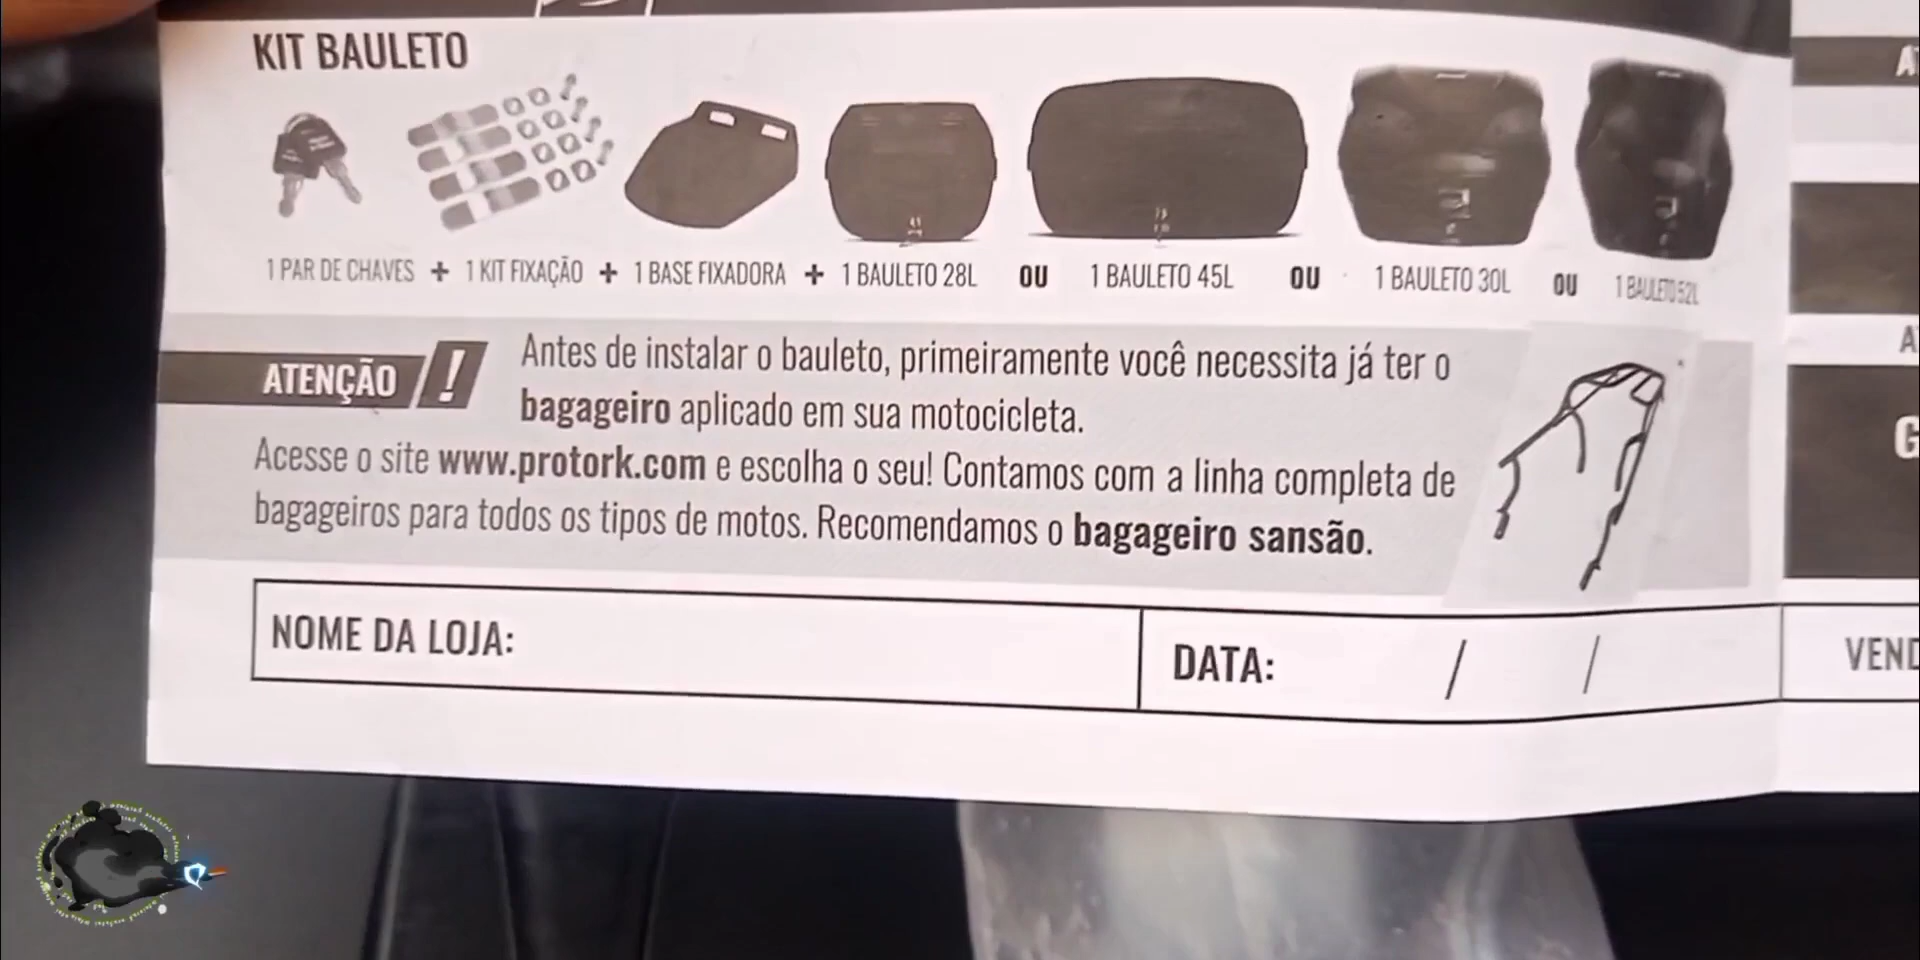 KIT BAULETO
1 PAR DE CHAVES + 1 KIT FIXAÇÃO + 1 BASE FIXADORA + 1 BAULETO 28L OU 1 BAULETO 45L OU 1 BAULETO 30L OU 1 BAULETO 52L
ATENÇÃO !
Antes de instalar o bauleto, primeiramente você necessita já ter o
bagageiro aplicado em sua motocicleta.
Acesse o site www.protork.com e escolha o seu! Contamos com a linha completa de
bagageiros para todos os tipos de motos. Recomendamos o bagageiro sansão.
NOME DA LOJA:
DATA: / /